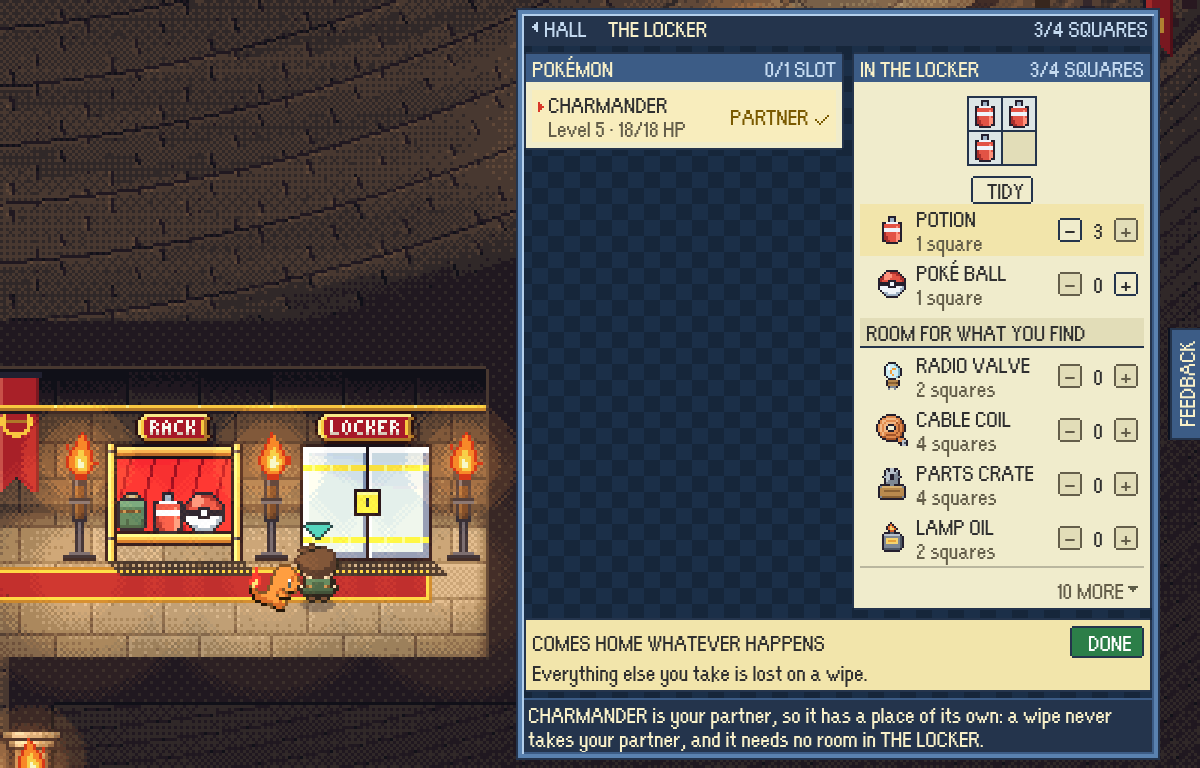 HALL THE LOCKER 3/4 SQUARES
POKÉMON 0/1 SLOT
CHARMANDER
Level 5 · 18/18 HP
PARTNER
IN THE LOCKER 3/4 SQUARES
TIDY
POTION
1 square
− 3 +
POKÉ BALL
1 square
− 0 +
ROOM FOR WHAT YOU FIND
RADIO VALVE
2 squares
− 0 +
CABLE COIL
4 squares
− 0 +
PARTS CRATE
4 squares
− 0 +
LAMP OIL
2 squares
− 0 +
10 MORE
COMES HOME WHATEVER HAPPENS
Everything else you take is lost on a wipe.
DONE
CHARMANDER is your partner, so it has a place of its own: a wipe never
takes your partner, and it needs no room in THE LOCKER.
RACK
LOCKER
FEEDBACK